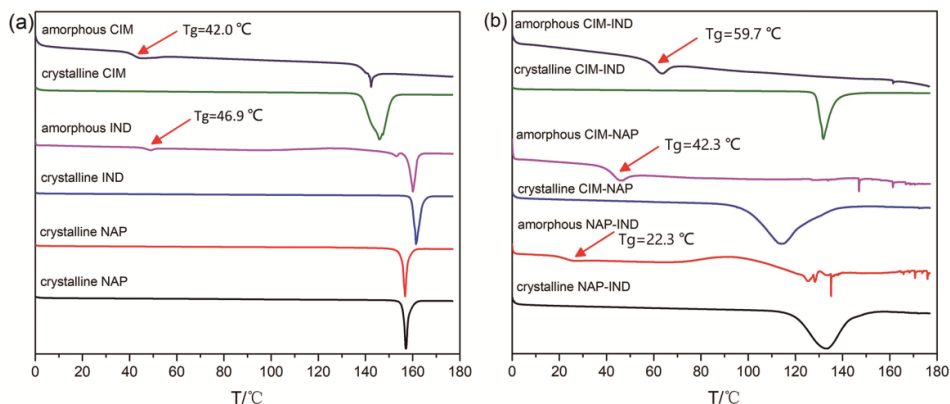 (a)
amorphous CIM
Tg=42.0 ℃
crystalline CIM
Tg=46.9 ℃
amorphous IND
crystalline IND
crystalline NAP
crystalline NAP
0 20 40 60 80 100 120 140 160 180
T/℃
(b)
amorphous CIM-IND
Tg=59.7 ℃
crystalline CIM-IND
amorphous CIM-NAP
Tg=42.3 ℃
crystalline CIM-NAP
amorphous NAP-IND
Tg=22.3 ℃
crystalline NAP-IND
0 20 40 60 80 100 120 140 160 180
T/℃